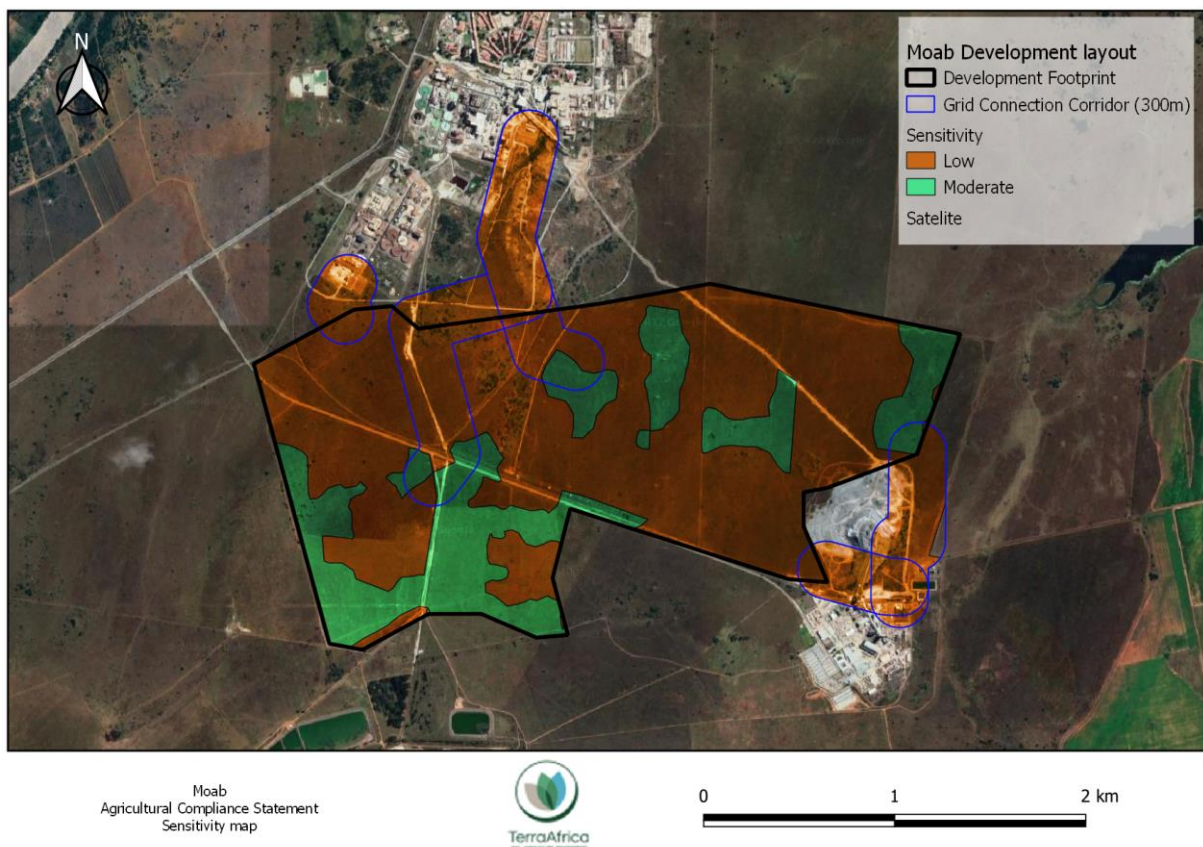 N
Moab Development layout
Development Footprint
Grid Connection Corridor (300m)
Sensitivity
Low
Moderate
Satelite
Moab
Agricultural Compliance Statement
Sensitivity map
TerraAfrica
0 1 2 km